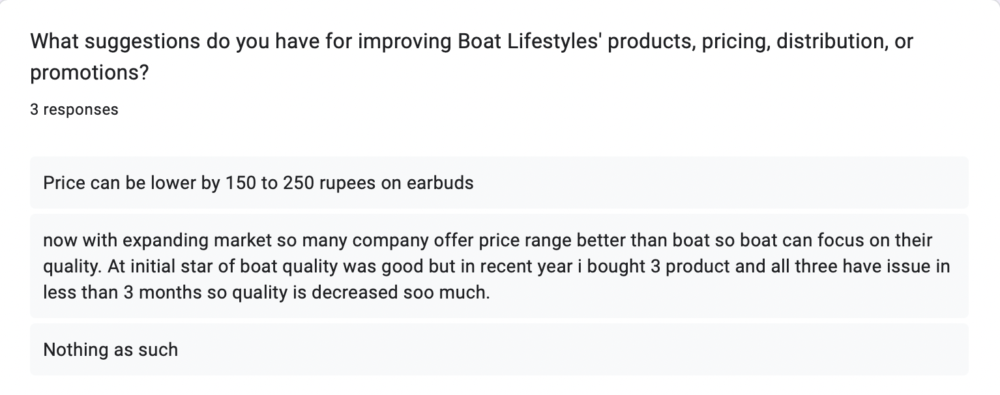 What suggestions do you have for improving Boat Lifestyles' products, pricing, distribution, or
promotions?
3 responses
Price can be lower by 150 to 250 rupees on earbuds
now with expanding market so many company offer price range better than boat so boat can focus on their
quality. At initial star of boat quality was good but in recent year i bought 3 product and all three have issue in
less than 3 months so quality is decreased soo much.
Nothing as such